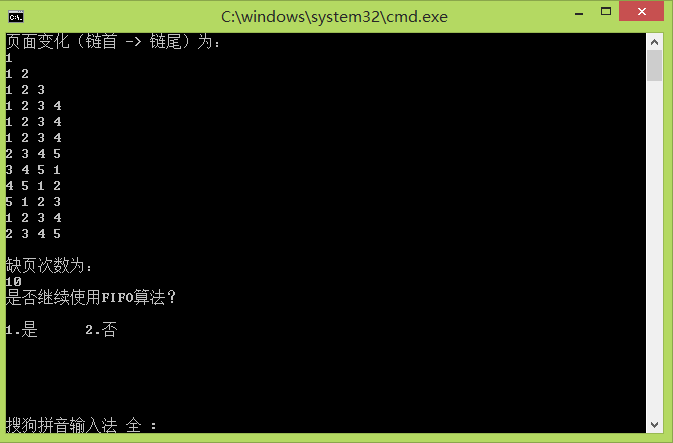 C:\windows\system32\cmd.exe
页面变化（链首 -> 链尾）为：
1
1 2
1 2 3
1 2 3 4
1 2 3 4
1 2 3 4
2 3 4 5
3 4 5 1
4 5 1 2
5 1 2 3
1 2 3 4
2 3 4 5
缺页次数为：
10
是否继续使用FIFO算法？
1.是 2.否
搜狗拼音输入法 全 ：